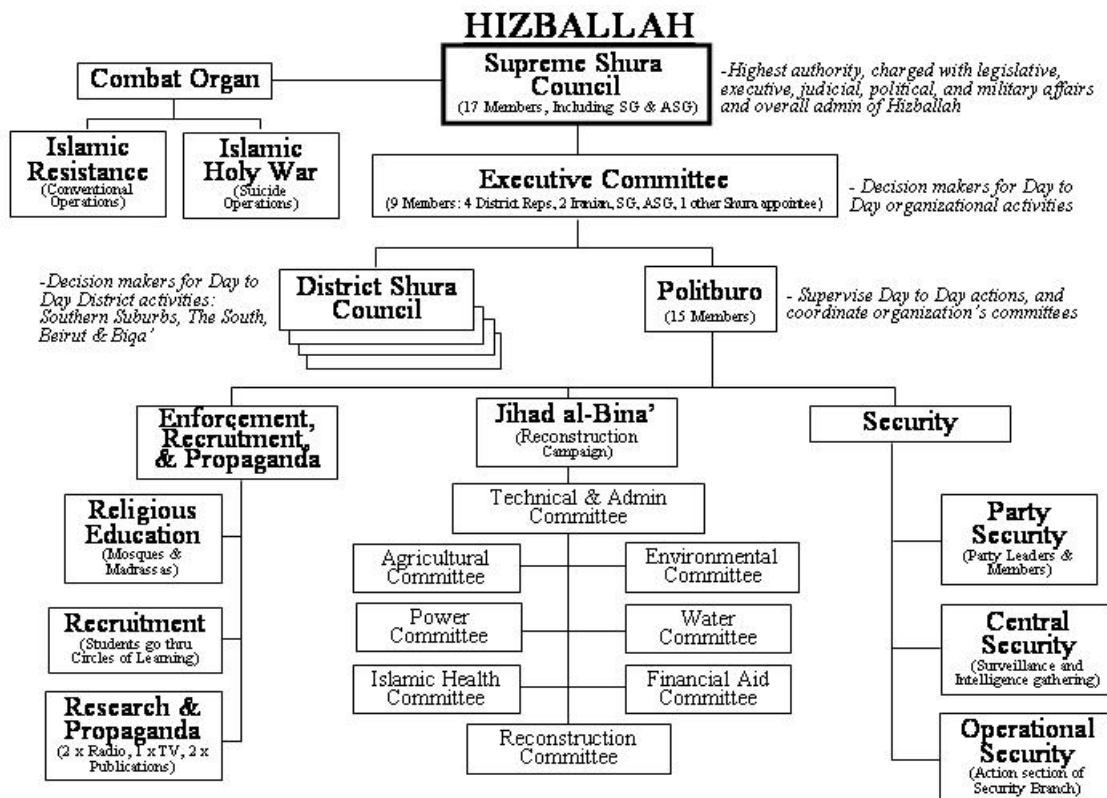 HIZBALLAH
Supreme Shura
Council
(17 Members, Including SG & ASG)
-Highest authority, charged with legislative,
executive, judicial, political, and military affairs
and overall admin of Hizballah
Combat Organ
Islamic
Resistance
(Conventional
Operations)
Islamic
Holy War
(Suicide
Operations)
Executive Committee
(9 Members: 4 District Reps, 2 Iranian, SG, ASG, 1 other Shura appointee)
- Decision makers for Day to
Day organizational activities
-Decision makers for Day to
Day District activities:
Southern Suburbs, The South,
Beirut & Biqa'
District Shura
Council
Politburo
(15 Members)
- Supervise Day to Day actions, and
coordinate organization's committees
Enforcement,
Recruitment,
& Propaganda
Religious
Education
(Mosques &
Madrassas)
Recruitment
(Students go thru
Circles of Learning)
Research &
Propaganda
(2 x Radio, 1 x TV, 2 x
Publications)
Jihad al-Bina'
(Reconstruction
Campaign)
Technical & Admin
Committee
Agricultural
Committee
Environmental
Committee
Power
Committee
Water
Committee
Islamic Health
Committee
Financial Aid
Committee
Reconstruction
Committee
Security
Party
Security
(Party Leaders &
Members)
Central
Security
(Surveillance and
Intelligence gathering)
Operational
Security
(Action section of
Security Branch)